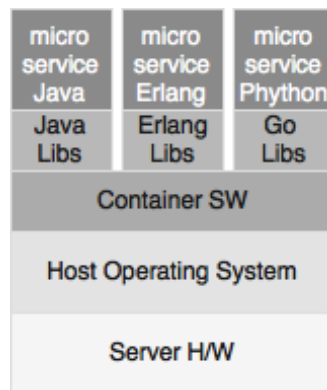 micro
service
Java
micro
service
Erlang
micro
service
Phython
Java
Libs
Erlang
Libs
Go
Libs
Container SW
Host Operating System
Server H/W